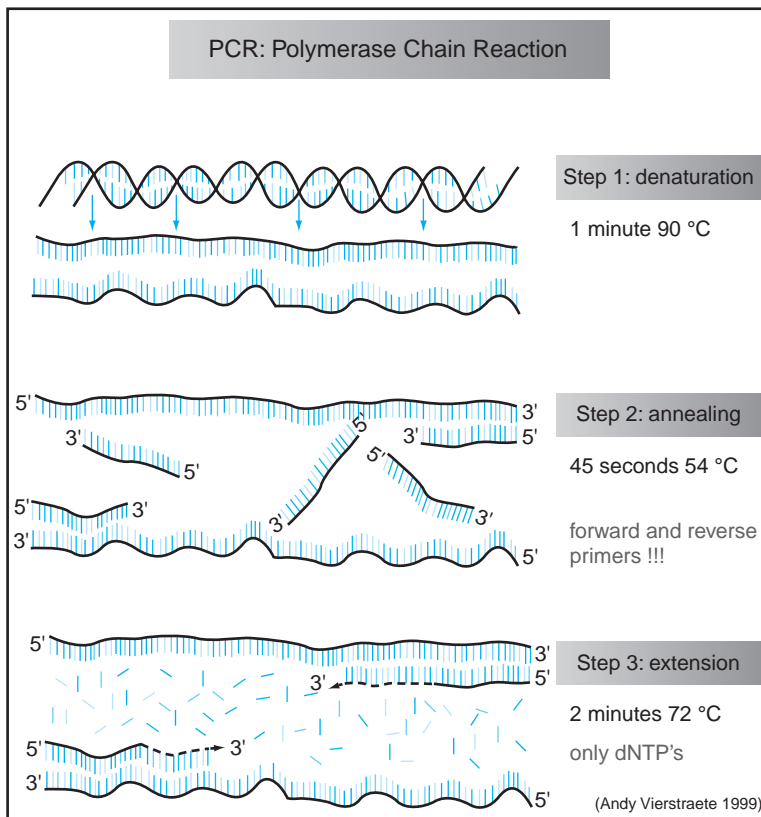 PCR: Polymerase Chain Reaction
Step 1: denaturation
1 minute 90 °C
5'
3'
Step 2: annealing
5'
3'
3'
5'
5'
45 seconds 54 °C
5'
3'
3'
3'
3'
forward and reverse
primers !!!
5'
5'
3'
Step 3: extension
3'
5'
2 minutes 72 °C
5'
3'
only dNTP's
3'
5'
(Andy Vierstraete 1999)